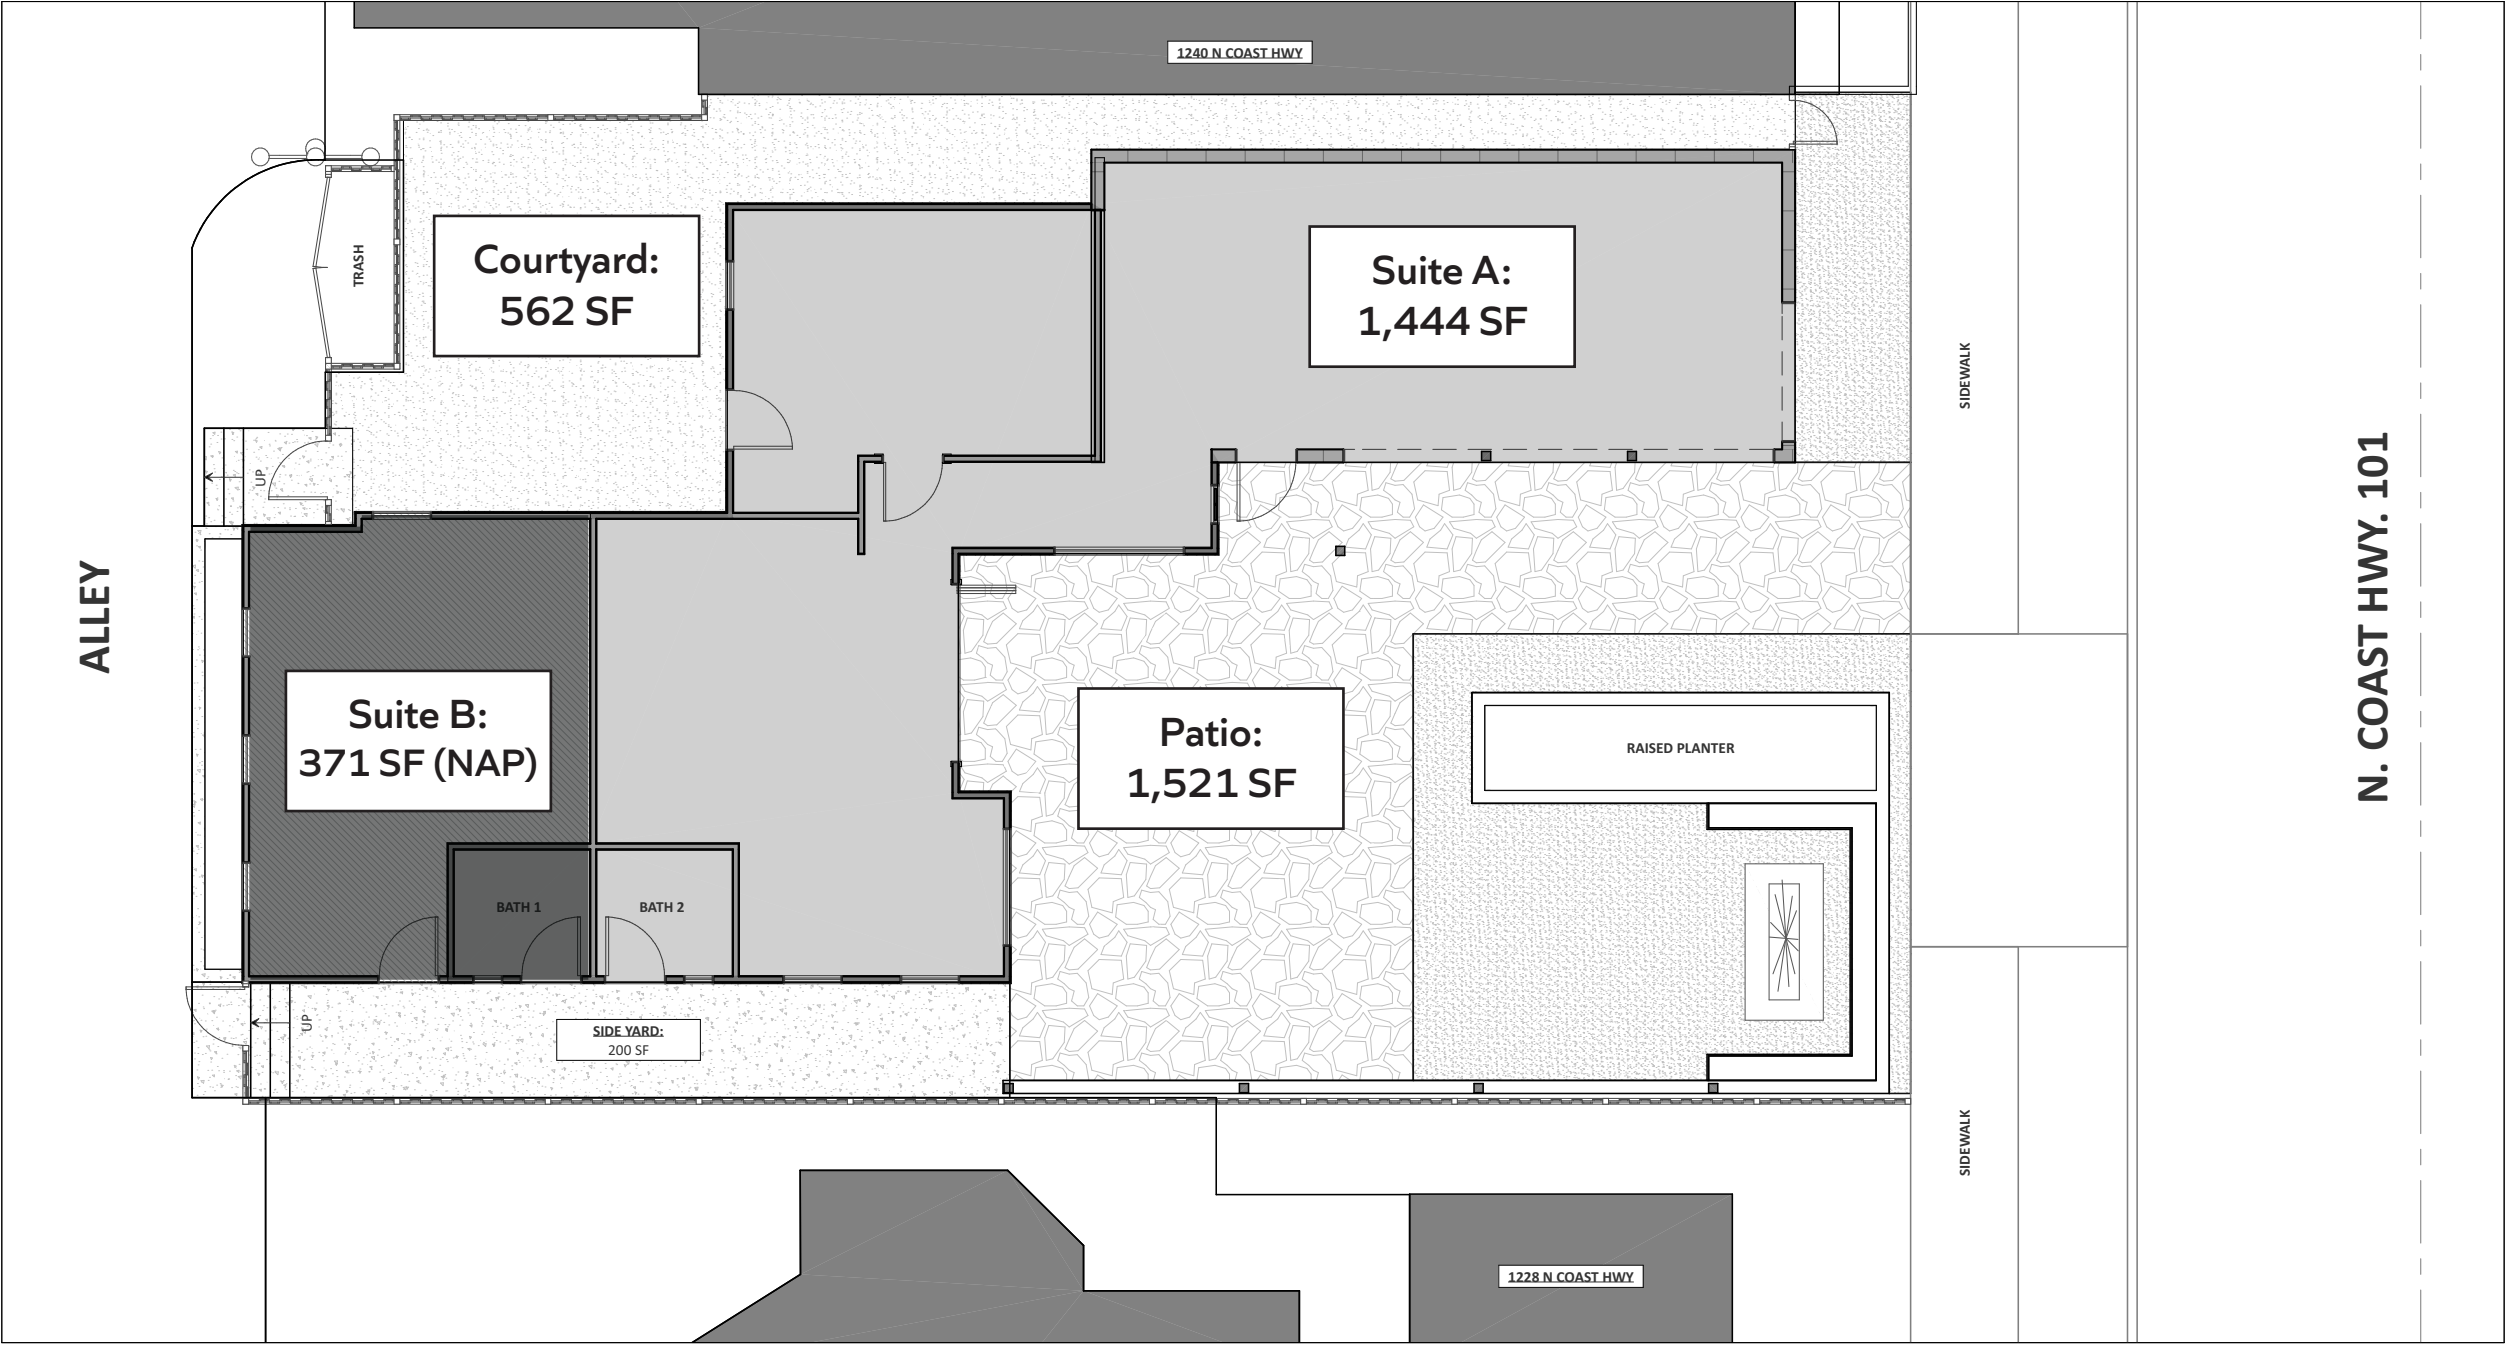 1240 N COAST HWY
TRASH
Courtyard:
562 SF
Suite A:
1,444 SF
SIDEWALK
UP
ALLEY
N. COAST HWY. 101
Suite B:
371 SF (NAP)
Patio:
1,521 SF
RAISED PLANTER
BATH 1
BATH 2
UP
SIDE YARD:
200 SF
SIDEWALK
1228 N COAST HWY